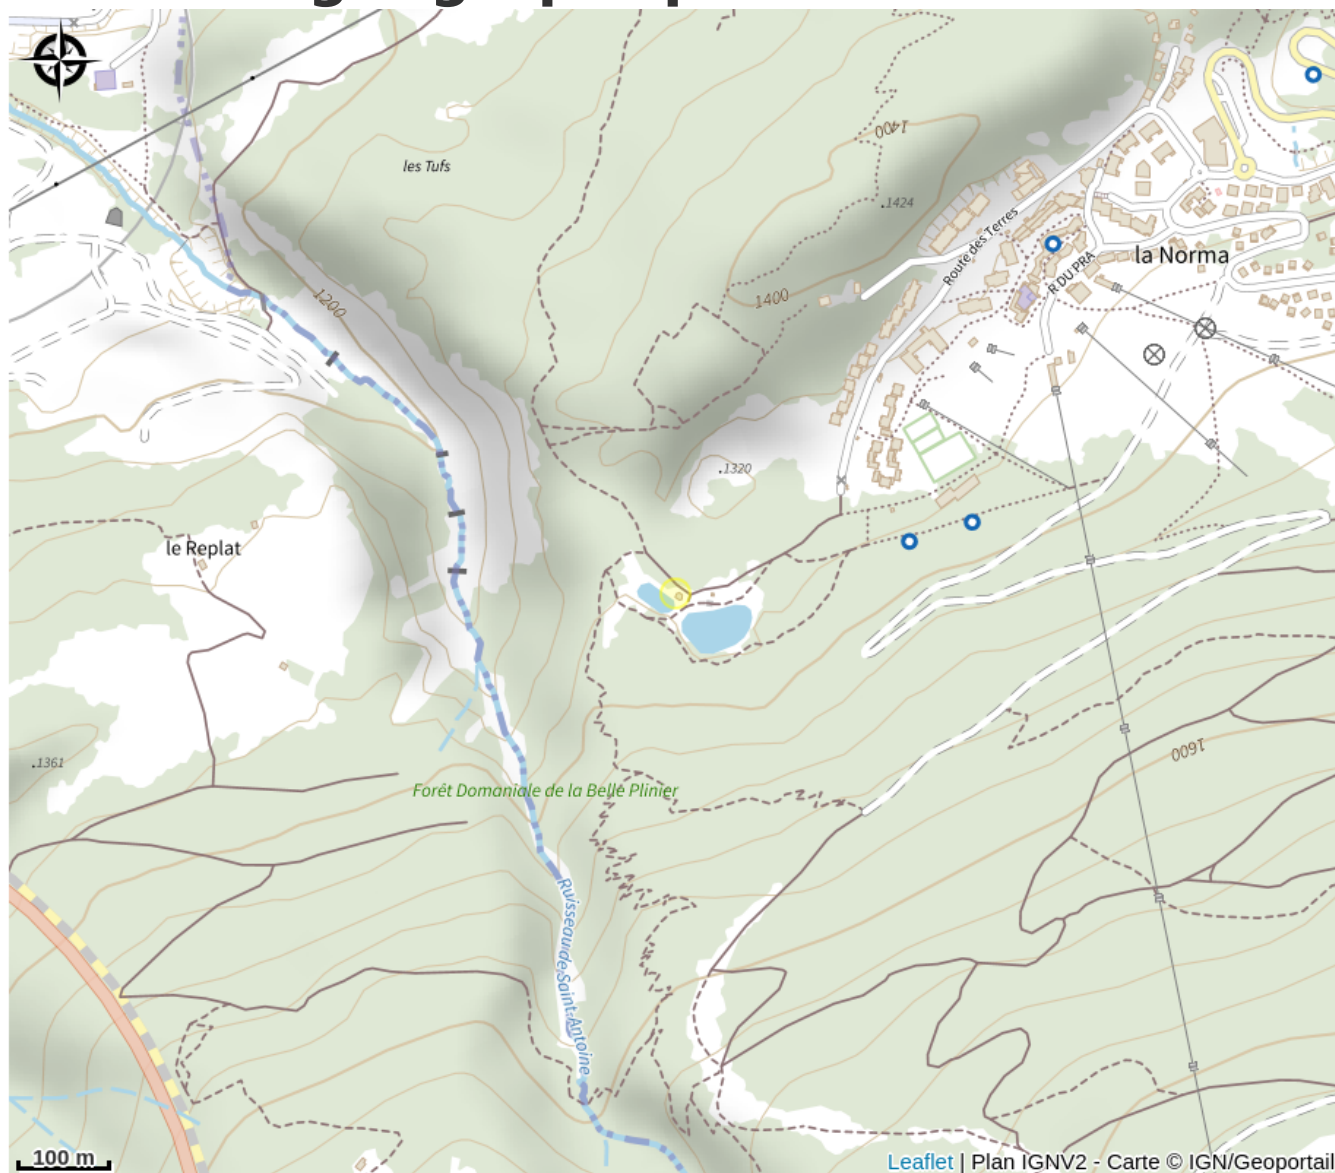 les Tufs
1400
.1424
Route des Terres
la Norma
R DU PRA
1200
1400
.1320
le Replat
1600
.1361
Forêt Domaniale de la Belle Plinier
Ruisseau de Saint-Antoine
100 m
Leaflet | Plan IGNV2 - Carte © IGN/Geoportail